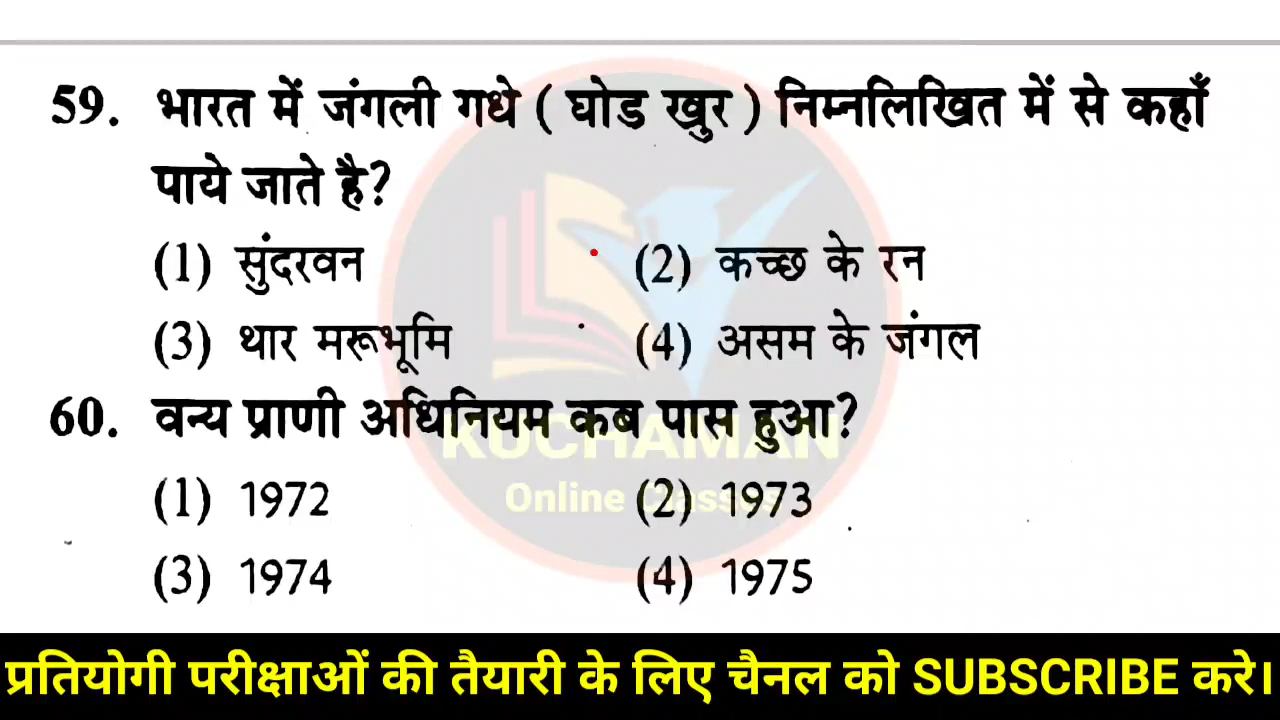 59. भारत में जंगली गधे ( घोड खुर ) निम्नलिखित में से कहाँ
पाये जाते है?
(1) सुंदरवन (2) कच्छ के रन
(3) थार मरूभूमि (4) असम के जंगल
60. वन्य प्राणी अधिनियम कब पास हुआ?
KUCHAMAN
(1) 1972 (2) 1973
Online Classes
(3) 1974 (4) 1975
प्रतियोगी परीक्षाओं की तैयारी के लिए चैनल को SUBSCRIBE करे।